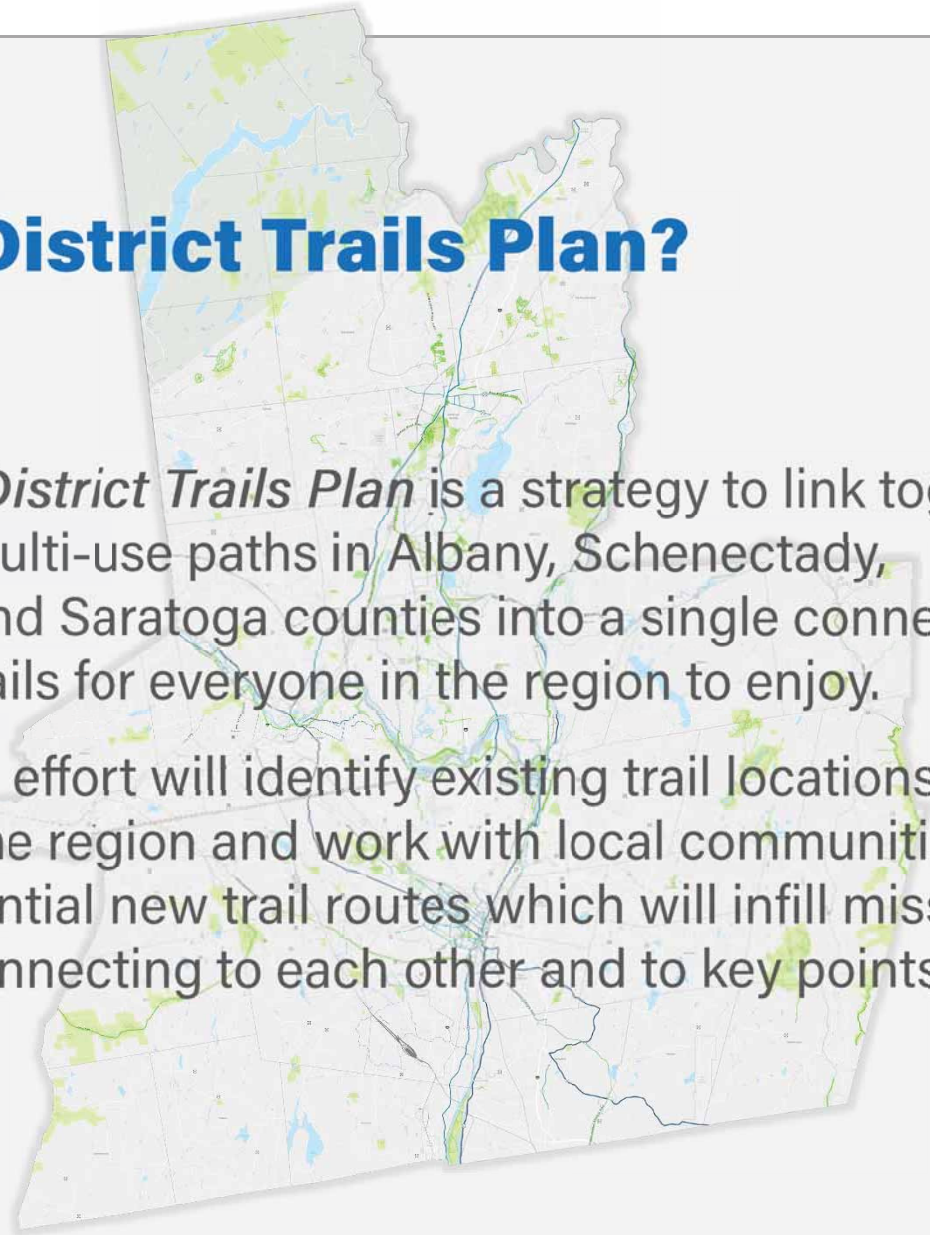 District Trails Plan?
District Trails Plan is a strategy to link tog
ulti-use paths in Albany, Schenectady,
nd Saratoga counties into a single conne
ails for everyone in the region to enjoy.
effort will identify existing trail locations
he region and work with local communiti
ntial new trail routes which will infill miss
nnecting to each other and to key points